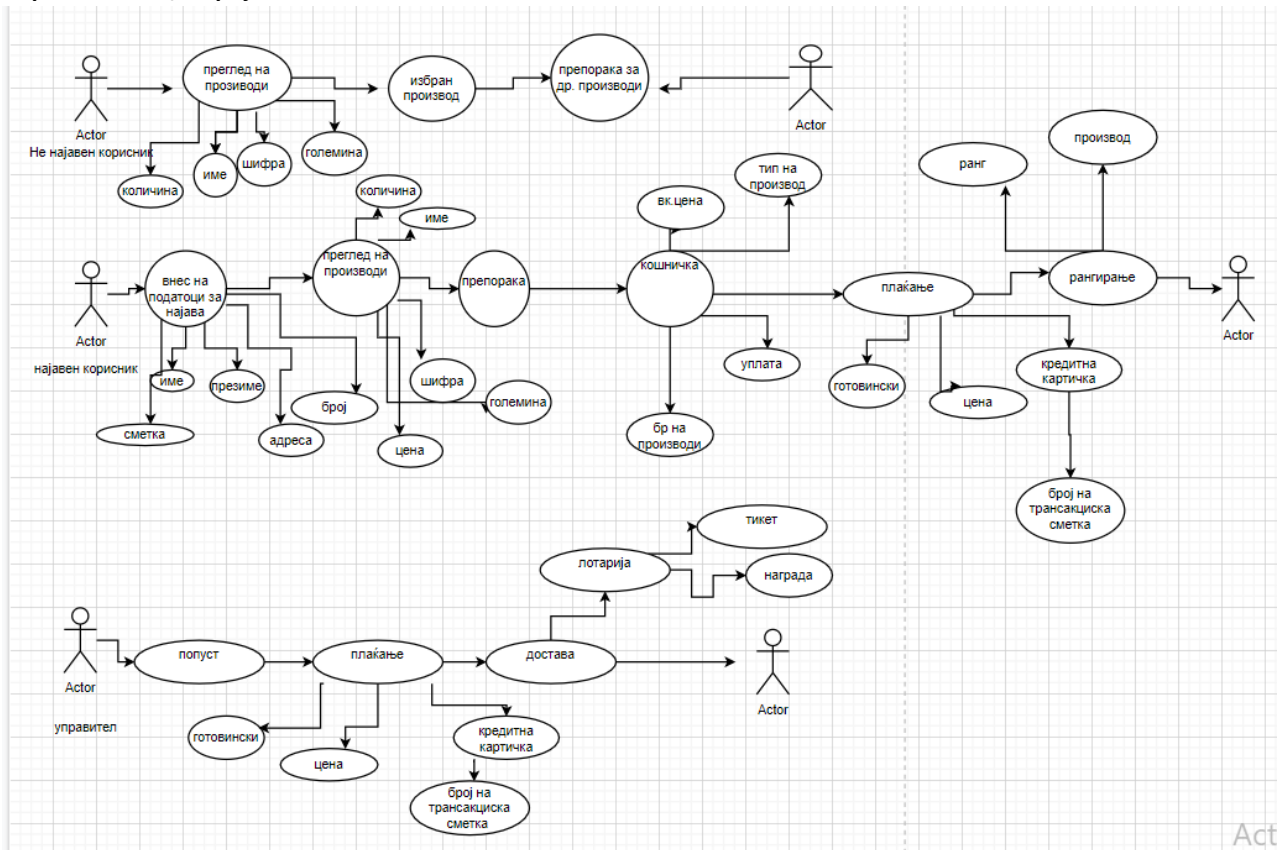 преглед на
прозиводи
избран
производ
препорака за
др. производи
Actor
Не најавен корисник
Actor
количина
име
шифра
големина
производ
ранг
тип на
производ
вк.цена
количина
име
внес на
податоци за
најава
преглед на
производи
препорака
кошничка
плаќање
рангирање
Actor
најавен корисник
Actor
име
презиме
број
шифра
големина
уплата
готовински
цена
кредитна
картичка
сметка
адреса
цена
бр на
производи
број на
трансакциска
сметка
тикет
лотарија
награда
Actor
управител
попуст
плаќање
достава
Actor
готовински
цена
кредитна
картичка
број на
трансакциска
сметка
Act